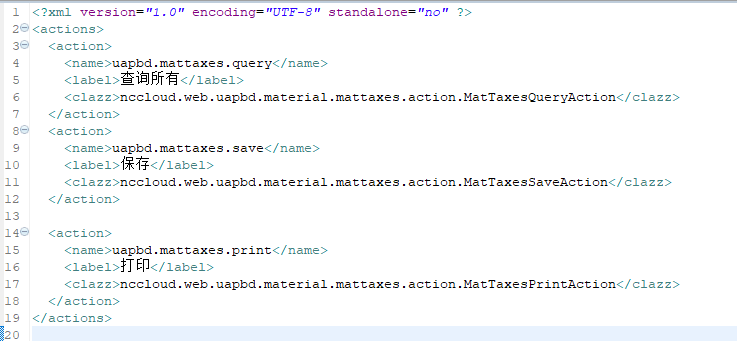 1 <?xml version="1.0" encoding="UTF-8" standalone="no" ?>
2 <actions>
3 <action>
4 <name>uapbd.mattaxes.query</name>
5 <label>查询所有</label>
6 <clazz>nccloud.web.uapbd.material.mattaxes.action.MatTaxesQueryAction</clazz>
7 </action>
8 <action>
9 <name>uapbd.mattaxes.save</name>
10 <label>保存</label>
11 <clazz>nccloud.web.uapbd.material.mattaxes.action.MatTaxesSaveAction</clazz>
12 </action>
13
14 <action>
15 <name>uapbd.mattaxes.print</name>
16 <label>打印</label>
17 <clazz>nccloud.web.uapbd.material.mattaxes.action.MatTaxesPrintAction</clazz>
18 </action>
19 </actions>
20